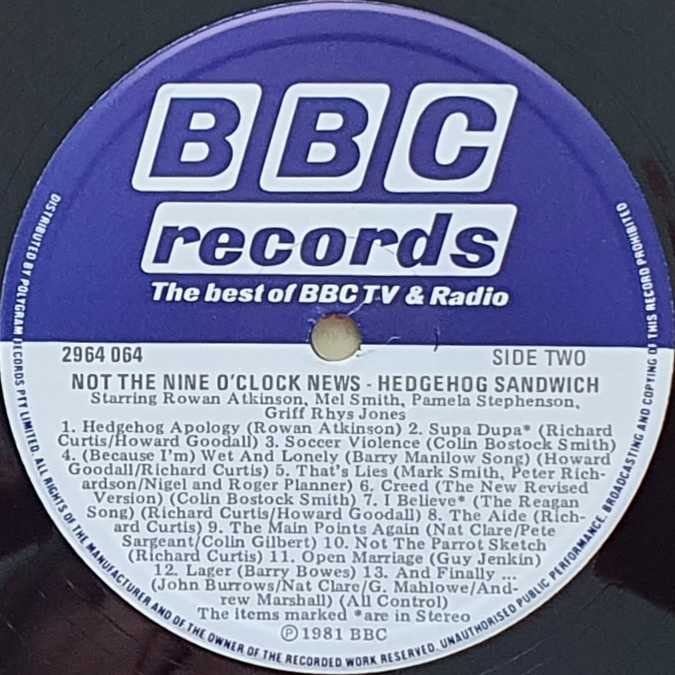 BBC
records
The best of BBC TV & Radio
2964 064
SIDE TWO
NOT THE NINE O'CLOCK NEWS - HEDGEHOG SANDWICH
Starring Rowan Atkinson, Mel Smith, Pamela Stephenson,
Griff Rhys Jones
1. Hedgehog Apology (Rowan Atkinson) 2. Supa Dupa* (Richard
Curtis/Howard Goodall) 3. Soccer Violence (Colin Bostock Smith)
4. (Because I'm) Wet And Lonely (Barry Manilow Song) (Howard
Goodall/Richard Curtis) 5. That's Lies (Mark Smith, Peter Rich-
ardson/Nigel and Roger Planner) 6. Creed (The New Revised
Version) (Colin Bostock Smith) 7. I Believe* (The Reagan
Song) (Richard Curtis/Howard Goodall) 8. The Aide (Rich-
ard Curtis) 9. The Main Points Again (Nat Clare/Pete
Sargeant/Colin Gilbert) 10. Not The Parrot Sketch
(Richard Curtis) 11. Open Marriage (Guy Jenkin)
12. Lager (Barry Bowes) 13. And Finally ...
(John Burrows/Nat Clare/G. Mahlowe/And-
rew Marshall) (All Control)
The items marked *are in Stereo
Ⓟ 1981 BBC
DISTRIBUTED BY POLYGRAM RECORDS PTY LIMITED. ALL RIGHTS OF THE MANUFACTURER AND OF THE OWNER OF THE RECORDED WORK RESERVED. UNAUTHORISED PUBLIC PERFORMANCE, BROADCASTING AND COPYING OF THIS RECORD PROHIBITED